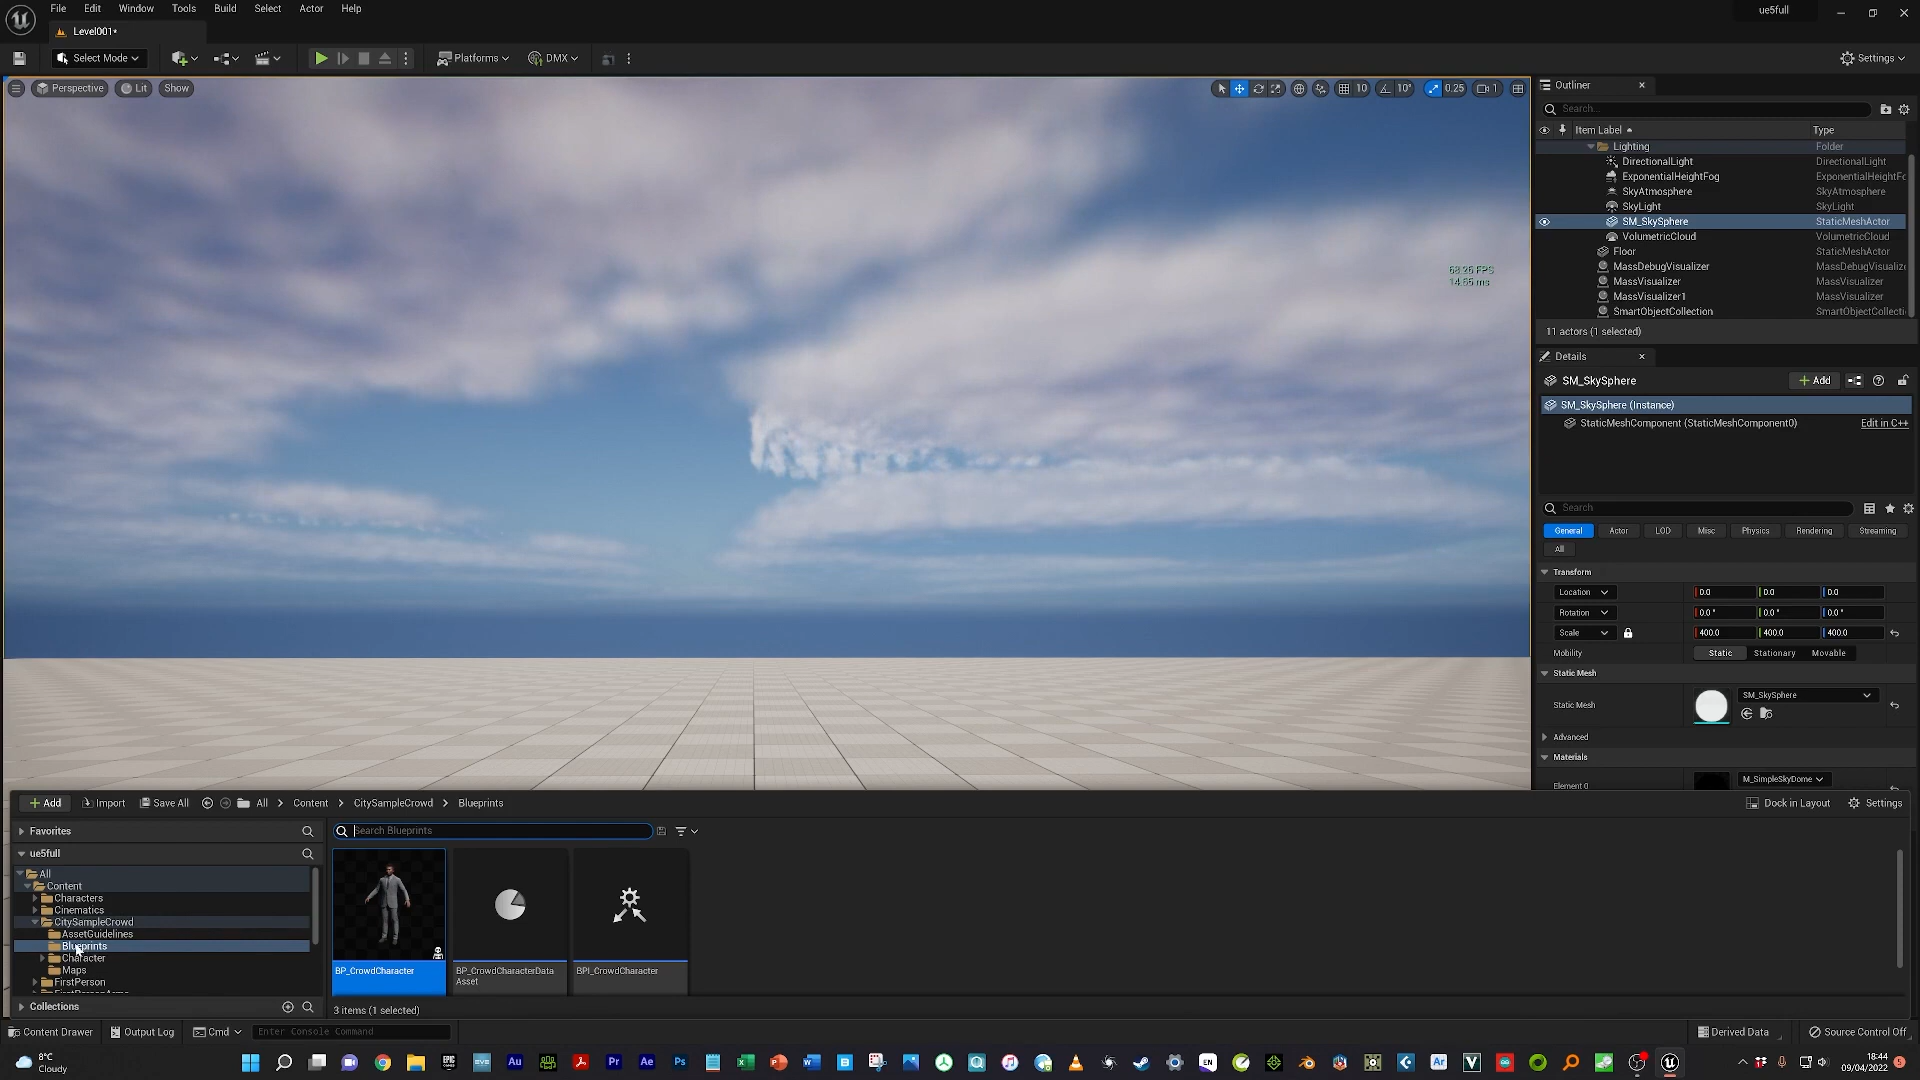 File Edit Window Tools Build Select Actor Help
ue5full
Level001*
Select Mode
Platforms
DMX
Settings
Perspective Lit Show
10 10° 0.25 1
68.26 FPS
14.65 ms
Outliner
Search...
Item Label Type
Lighting Folder
DirectionalLight DirectionalLight
ExponentialHeightFog ExponentialHeightFo
SkyAtmosphere SkyAtmosphere
SkyLight SkyLight
SM_SkySphere StaticMeshActor
VolumetricCloud VolumetricCloud
Floor StaticMeshActor
MassDebugVisualizer MassDebugVisualize
MassVisualizer MassVisualizer
MassVisualizer1 MassVisualizer
SmartObjectCollection SmartObjectCollecti
11 actors (1 selected)
Details
SM_SkySphere
Add
SM_SkySphere (Instance)
StaticMeshComponent (StaticMeshComponent0) Edit in C++
Search
General Actor LOD Misc Physics Rendering Streaming
All
Transform
Location 0.0 0.0 0.0
Rotation 0.0 ° 0.0 ° 0.0 °
Scale 400.0 400.0 400.0
Mobility Static Stationary Movable
Static Mesh
Static Mesh SM_SkySphere
Advanced
Materials
Element 0 M_SimpleSkyDome
Add Import Save All All Content CitySampleCrowd Blueprints
Dock in Layout Settings
Favorites
ue5full
All
Content
Characters
Cinematics
CitySampleCrowd
AssetGuidelines
Blueprints
Character
Maps
FirstPerson
FirstPersonArms
Collections
Search Blueprints
BP_CrowdCharacter
BP_CrowdCharacterData
Asset
BPI_CrowdCharacter
3 items (1 selected)
Content Drawer Output Log Cmd Enter Console Command
Derived Data Source Control Off
8°C
Cloudy
18:44
09/04/2022